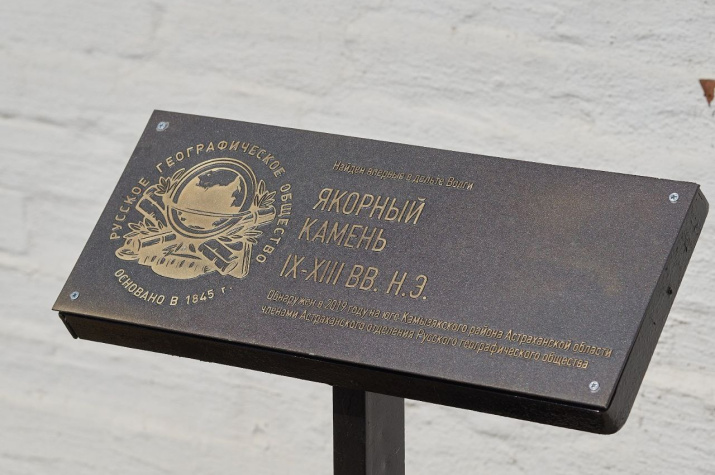 РУССКОЕ ГЕОГРАФИЧЕСКОЕ ОБЩЕСТВО
ОСНОВАНО В 1845 г.
Найден впервые в дельте Волги
ЯКОРНЫЙ
КАМЕНЬ
IX-XIII ВВ. Н.Э.
Обнаружен в 2019 году на юге Камызякского района Астраханской области
членами Астраханского отделения Русского географического общества